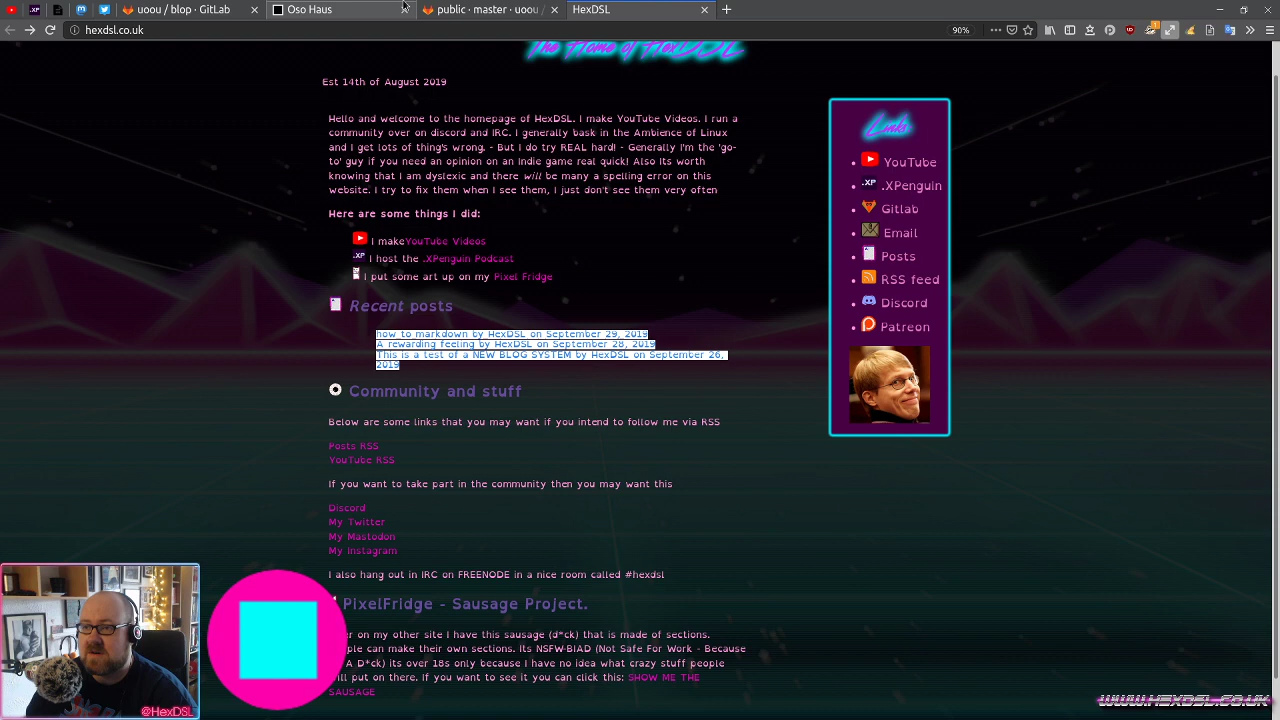 uoou / blog · GitLab
Oso Haus
public · master · uoou /
HexDSL
hexdsl.co.uk
90%
The Home of HexDSL
Est 14th of August 2019
Hello and welcome to the homepage of HexDSL. I make YouTube Videos. I run a
community over on discord and IRC. I generally bask in the Ambience of Linux
and I get lots of thing's wrong. - But I do try REAL hard! - Generally I'm the 'go-
to' guy if you need an opinion on an Indie game real quick! Also Its worth
knowing that I am dyslexic and there will be many a spelling error on this
website. I try to fix them when I see them, I just don't see them very often
Here are some things I did:
I makeYouTube Videos
.XP I host the .XPenguin Podcast
I put some art up on my Pixel Fridge
Recent posts
how to markdown by HexDSL on September 29, 2019
A rewarding feeling by HexDSL on September 28, 2019
This is a test of a NEW BLOG SYSTEM by HexDSL on September 26,
2019
Community and stuff
Below are some links that you may want if you intend to follow me via RSS
Posts RSS
YouTube RSS
If you want to take part in the community then you may want this
Discord
My Twitter
My Mastodon
My Instagram
I also hang out in IRC on FREENODE in a nice room called #hexdsl
PixelFridge - Sausage Project.
on my other site I have this sausage (d*ck) that is made of sections.
can make their own sections. Its NSFW-BIAD (Not Safe For Work - Because
A D*ck) its over 18s only because I have no idea what crazy stuff people
put on there. If you want to see it you can click this: SHOW ME THE
SAUSAGE
Links
YouTube
.XP .XPenguin
Gitlab
Email
Posts
RSS feed
Discord
Patreon
@HexDSL
WWW.HEXDSL.CO.UK